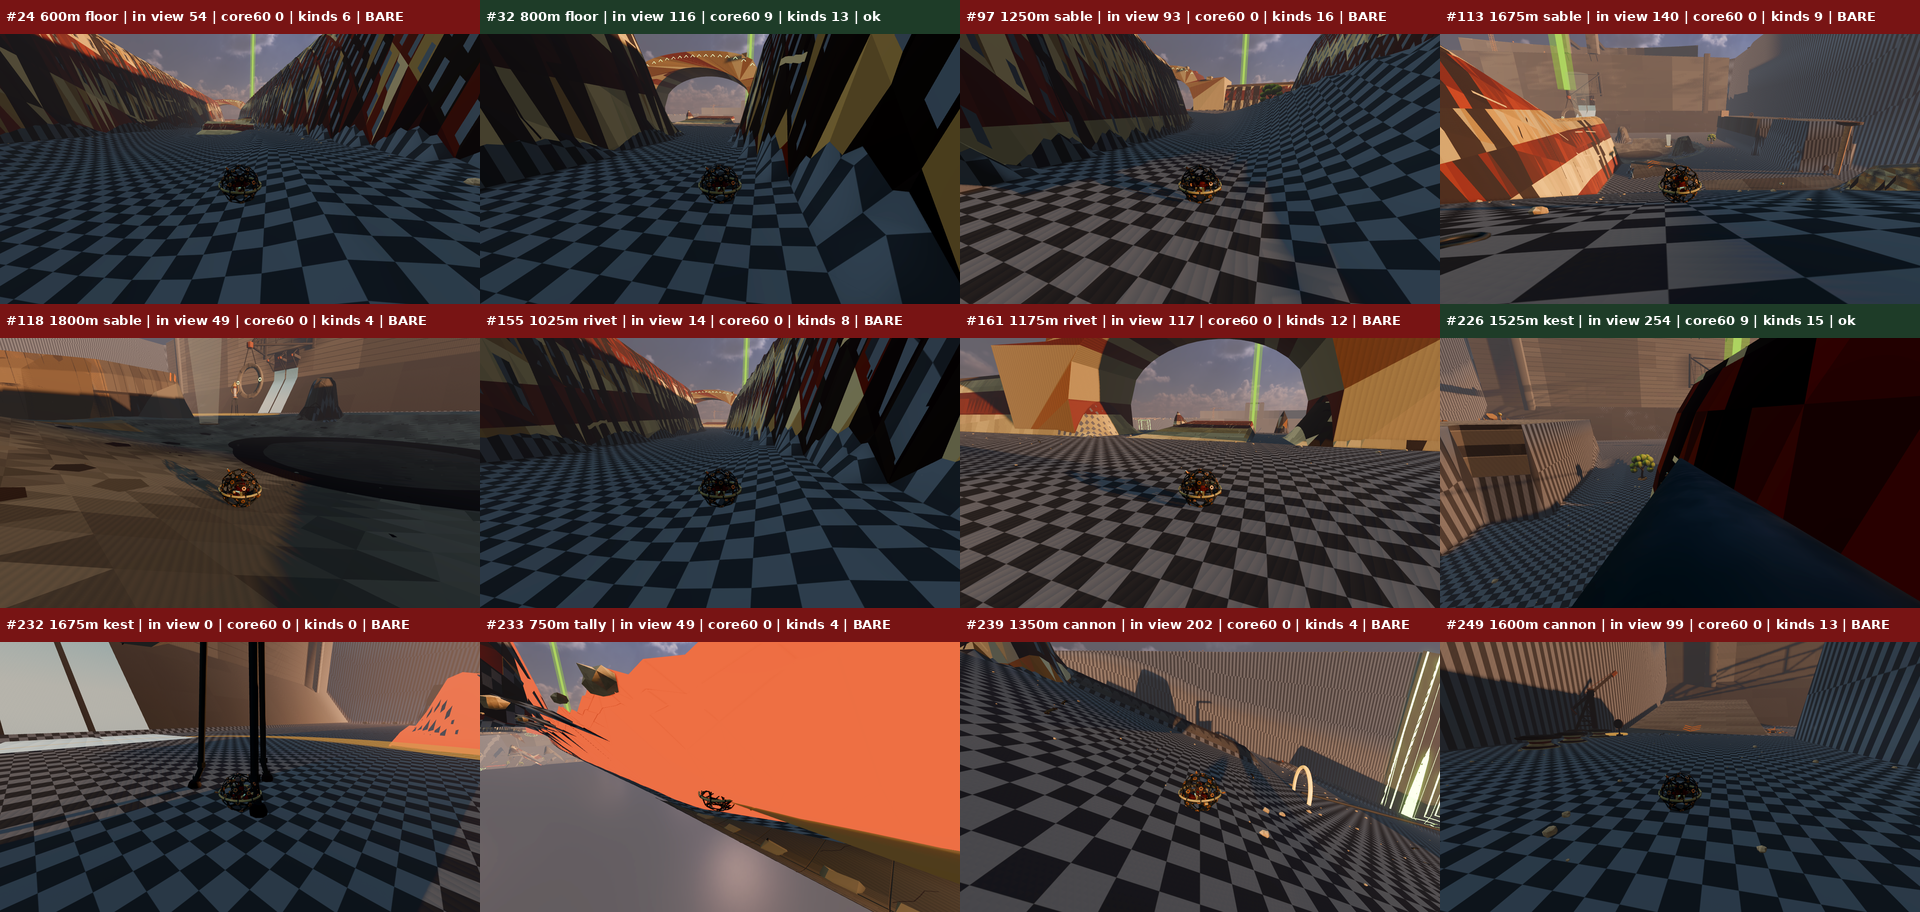 #24 600m floor | in view 54 | core60 0 | kinds 6 | BARE
#32 800m floor | in view 116 | core60 9 | kinds 13 | ok
#97 1250m sable | in view 93 | core60 0 | kinds 16 | BARE
#113 1675m sable | in view 140 | core60 0 | kinds 9 | BARE
#118 1800m sable | in view 49 | core60 0 | kinds 4 | BARE
#155 1025m rivet | in view 14 | core60 0 | kinds 8 | BARE
#161 1175m rivet | in view 117 | core60 0 | kinds 12 | BARE
#226 1525m kest | in view 254 | core60 9 | kinds 15 | ok
#232 1675m kest | in view 0 | core60 0 | kinds 0 | BARE
#233 750m tally | in view 49 | core60 0 | kinds 4 | BARE
#239 1350m cannon | in view 202 | core60 0 | kinds 4 | BARE
#249 1600m cannon | in view 99 | core60 0 | kinds 13 | BARE